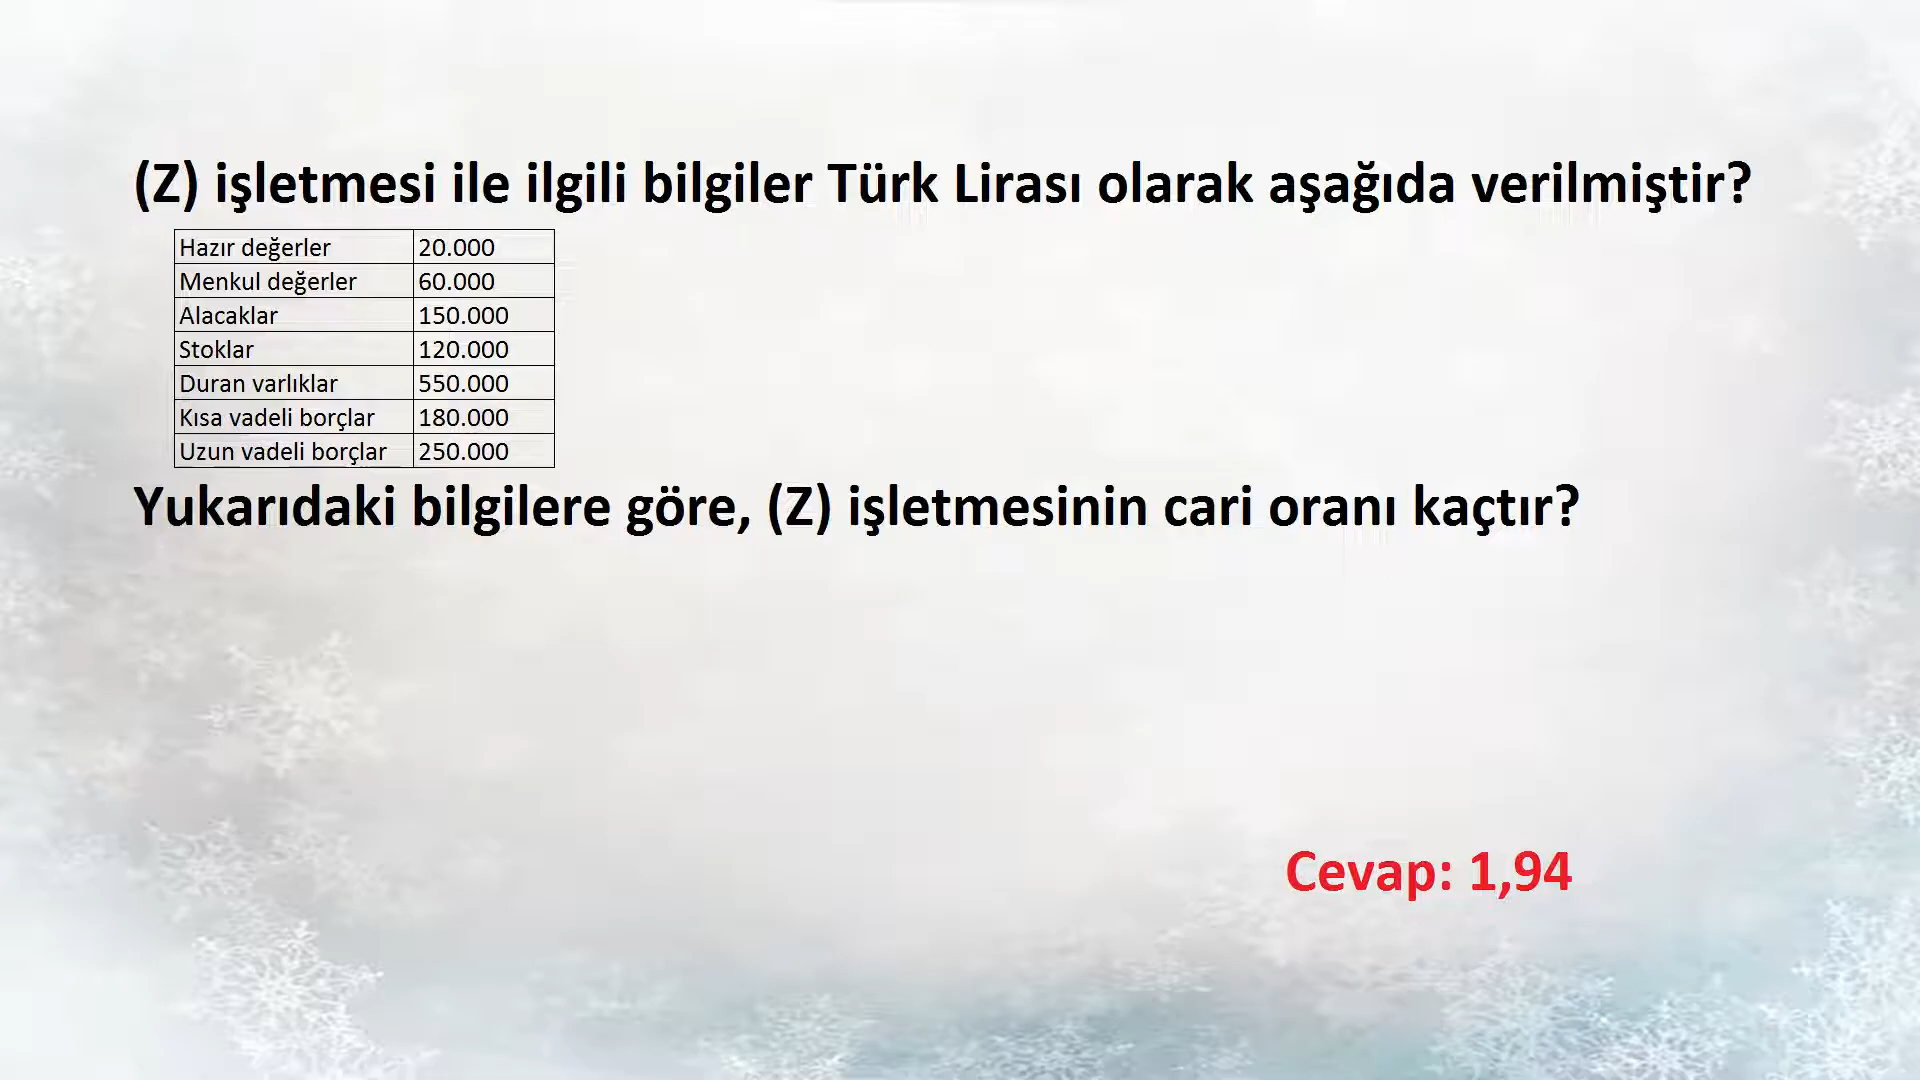 (Z) işletmesi ile ilgili bilgiler Türk Lirası olarak aşağıda verilmiştir?
Hazır değerler 20.000
Menkul değerler 60.000
Alacaklar 150.000
Stoklar 120.000
Duran varlıklar 550.000
Kısa vadeli borçlar 180.000
Uzun vadeli borçlar 250.000
Yukarıdaki bilgilere göre, (Z) işletmesinin cari oranı kaçtır?
Cevap: 1,94